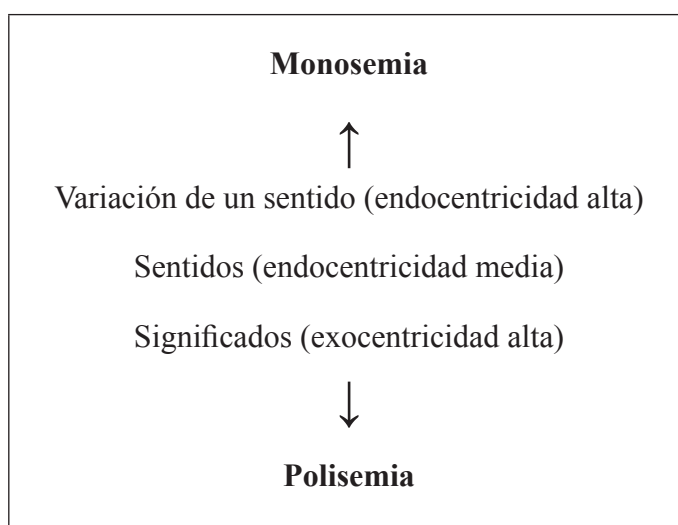 Monosemia
↑
Variación de un sentido (endocentricidad alta)
Sentidos (endocentricidad media)
Significados (exocentricidad alta)
↓
Polisemia